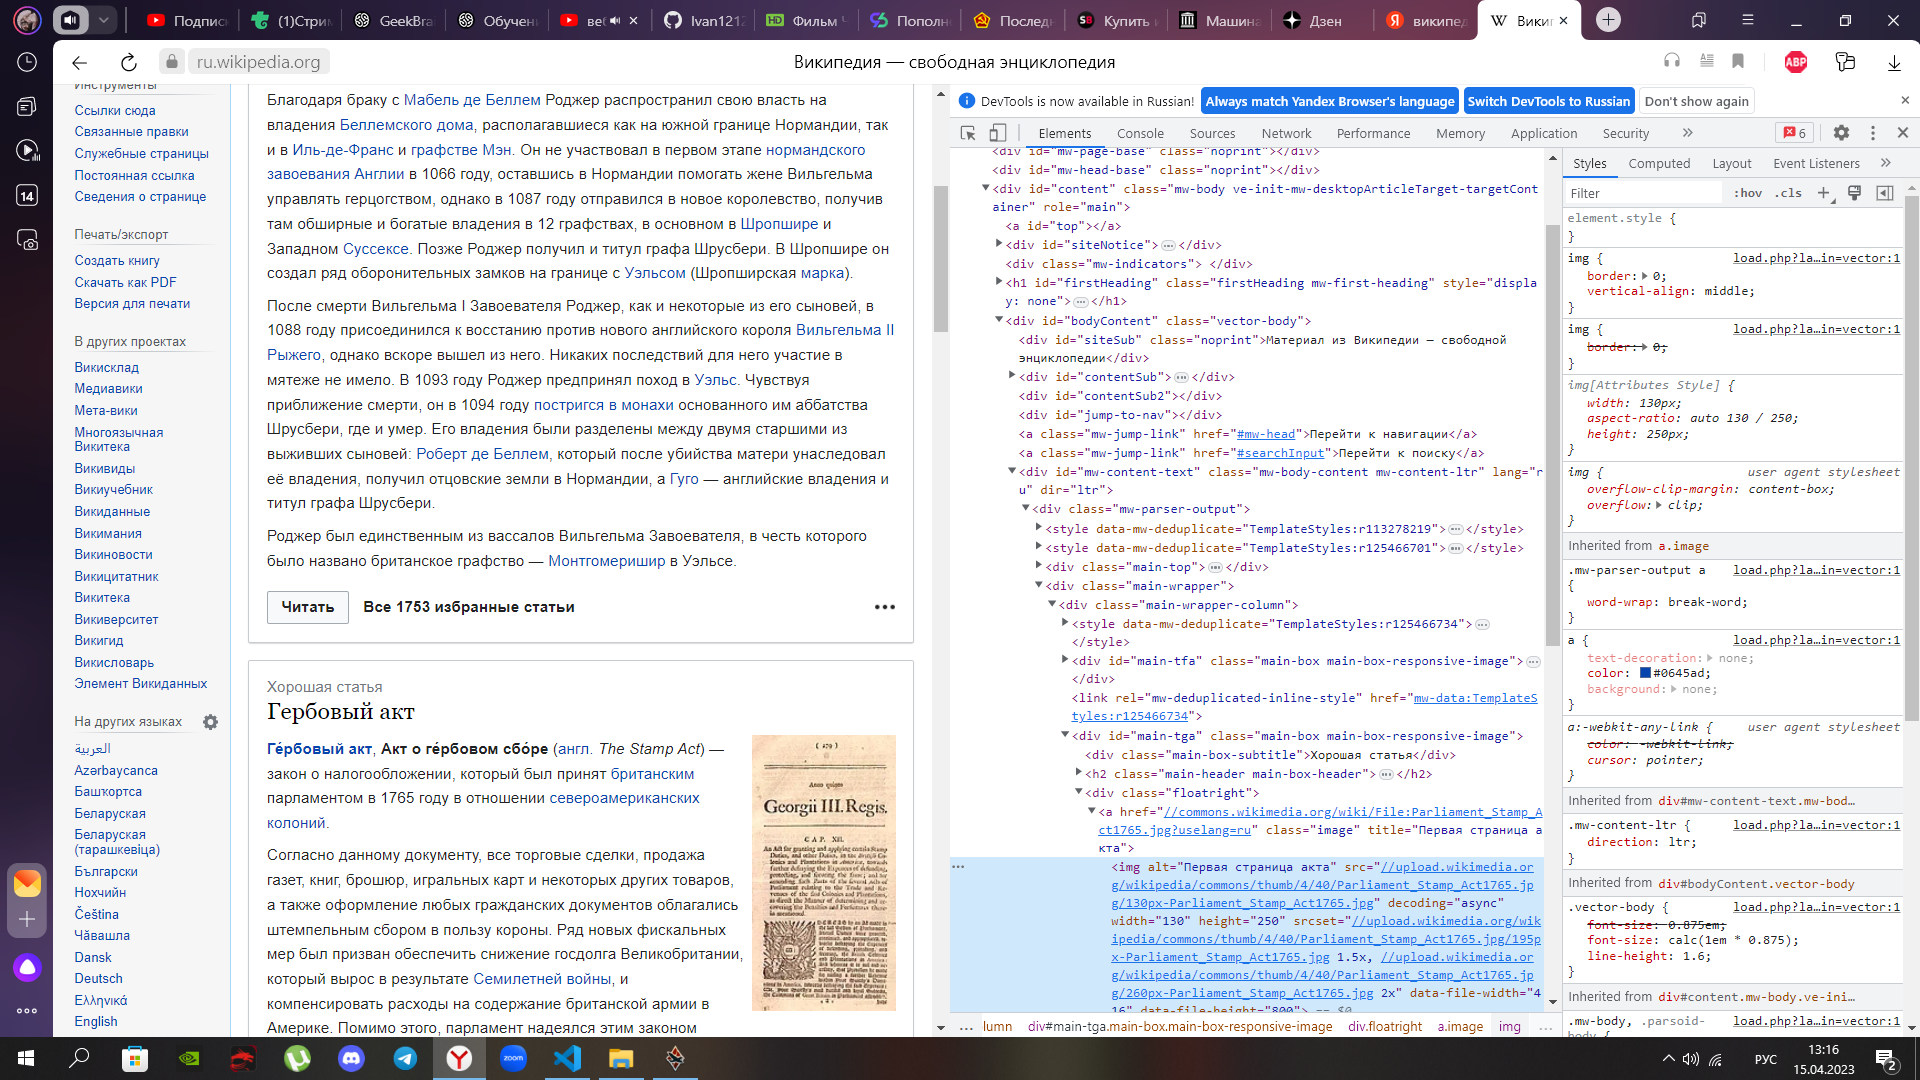 Подпис
(1)Стрим
GeekBra
Обучен
ве
Ivan121
Фильм
Пополн
Послед
Купить
Машина
Дзен
википед
Вики
ru.wikipedia.org
Википедия — свободная энциклопедия
ABP
14
Инструменты
Ссылки сюда
Связанные правки
Служебные страницы
Постоянная ссылка
Сведения о странице
Печать/экспорт
Создать книгу
Скачать как PDF
Версия для печати
В других проектах
Викисклад
Медиавики
Мета-вики
Многоязычная
Викитека
Викивиды
Викиучебник
Викиданные
Викимания
Викиновости
Викицитатник
Викитека
Викиверситет
Викигид
Викисловарь
Элемент Викиданных
На других языках
العربية
Azərbaycanca
Башҡортса
Беларуская
Беларуская
(тарашкевіца)
Български
Нохчийн
Čeština
Чӑвашла
Dansk
Deutsch
Ελληνικά
English
Благодаря браку с Мабель де Беллем Роджер распространил свою власть на
владения Беллемского дома, располагавшиеся как на южной границе Нормандии, так
и в Иль-де-Франс и графстве Мэн. Он не участвовал в первом этапе нормандского
завоевания Англии в 1066 году, оставшись в Нормандии помогать жене Вильгельма
управлять герцогством, однако в 1087 году отправился в новое королевство, получив
там обширные и богатые владения в 12 графствах, в основном в Шропшире и
Западном Суссексе. Позже Роджер получил и титул графа Шрусбери. В Шропшире он
создал ряд оборонительных замков на границе с Уэльсом (Шропширская марка).
После смерти Вильгельма I Завоевателя Роджер, как и некоторые из его сыновей, в
1088 году присоединился к восстанию против нового английского короля Вильгельма II
Рыжего, однако вскоре вышел из него. Никаких последствий для него участие в
мятеже не имело. В 1093 году Роджер предпринял поход в Уэльс. Чувствуя
приближение смерти, он в 1094 году постригся в монахи основанного им аббатства
Шрусбери, где и умер. Его владения были разделены между двумя старшими из
выживших сыновей: Роберт де Беллем, который после убийства матери унаследовал
её владения, получил отцовские земли в Нормандии, а Гуго — английские владения и
титул графа Шрусбери.
Роджер был единственным из вассалов Вильгельма Завоевателя, в честь которого
было названо британское графство — Монтгомеришир в Уэльсе.
Читать
Все 1753 избранные статьи
Хорошая статья
Гербовый акт
Ге́рбовый акт, Акт о ге́рбовом сбо́ре (англ. The Stamp Act) —
закон о налогообложении, который был принят британским
парламентом в 1765 году в отношении североамериканских
колоний.
Согласно данному документу, все торговые сделки, продажа
газет, книг, брошюр, игральных карт и некоторых других товаров,
а также оформление любых гражданских документов облагались
штемпельным сбором в пользу короны. Ряд новых фискальных
мер был призван обеспечить снижение госдолга Великобритании,
который вырос в результате Семилетней войны, и
компенсировать расходы на содержание британской армии в
Америке. Помимо этого, парламент надеялся этим законом
( 279 )
Anno quinto
Georgii III. Regis.
CAP. XII.
DevTools is now available in Russian!
Always match Yandex Browser's language
Switch DevTools to Russian
Don't show again
Elements
Console
Sources
Network
Performance
Memory
Application
Security
6
<div id="mw-page-base" class="noprint"></div>
<div id="mw-head-base" class="noprint"></div>
<div id="content" class="mw-body ve-init-mw-desktopArticleTarget-targetCont
ainer" role="main">
<a id="top"></a>
<div id="siteNotice">…</div>
<div class="mw-indicators"> </div>
<h1 id="firstHeading" class="firstHeading mw-first-heading" style="displa
y: none">…</h1>
<div id="bodyContent" class="vector-body">
<div id="siteSub" class="noprint">Материал из Википедии — свободной
энциклопедии</div>
<div id="contentSub">…</div>
<div id="contentSub2"></div>
<div id="jump-to-nav"></div>
<a class="mw-jump-link" href="#mw-head">Перейти к навигации</a>
<a class="mw-jump-link" href="#searchInput">Перейти к поиску</a>
<div id="mw-content-text" class="mw-body-content mw-content-ltr" lang="r
u" dir="ltr">
<div class="mw-parser-output">
<style data-mw-deduplicate="TemplateStyles:r113278219">…</style>
<style data-mw-deduplicate="TemplateStyles:r125466701">…</style>
<div id="main-top">…</div>
<div class="main-wrapper">
<div class="main-wrapper-column">
<style data-mw-deduplicate="TemplateStyles:r125466734">…
</style>
<div id="main-tfa" class="main-box main-box-responsive-image">…
</div>
<link rel="mw-deduplicated-inline-style" href="mw-data:TemplateS
tyles:r125466734">
<div id="main-tga" class="main-box main-box-responsive-image">
<div class="main-box-subtitle">Хорошая статья</div>
<h2 class="main-header main-box-header">…</h2>
<div class="floatright">
<a href="//commons.wikimedia.org/wiki/File:Parliament_Stamp_A
ct1765.jpg?uselang=ru" class="image" title="Первая страница а
кта">
<img alt="Первая страница акта" src="//upload.wikimedia.or
g/wikipedia/commons/thumb/4/40/Parliament_Stamp_Act1765.jp
g/130px-Parliament_Stamp_Act1765.jpg" decoding="async"
width="130" height="250" srcset="//upload.wikimedia.org/wik
ipedia/commons/thumb/4/40/Parliament_Stamp_Act1765.jpg/195p
x-Parliament_Stamp_Act1765.jpg 1.5x, //upload.wikimedia.or
g/wikipedia/commons/thumb/4/40/Parliament_Stamp_Act1765.jp
g/260px-Parliament_Stamp_Act1765.jpg 2x" data-file-width="4
16" data-file-height="800"> == $0
… lumn div#main-tga.main-box.main-box-responsive-image div.floatright a.image img …
Styles
Computed
Layout
Event Listeners
Filter
:hov .cls +
element.style {
}
img { load.php?la…in=vector:1
border: 0;
vertical-align: middle;
}
img { load.php?la…in=vector:1
border: 0;
}
img[Attributes Style] {
width: 130px;
aspect-ratio: auto 130 / 250;
height: 250px;
}
img { user agent stylesheet
overflow-clip-margin: content-box;
overflow: clip;
}
Inherited from a.image
.mw-parser-output a load.php?la…in=vector:1
{
word-wrap: break-word;
}
a { load.php?la…in=vector:1
text-decoration: none;
color: #0645ad;
background: none;
}
a:-webkit-any-link { user agent stylesheet
color: -webkit-link;
cursor: pointer;
}
Inherited from div#mw-content-text.mw-bod…
.mw-content-ltr { load.php?la…in=vector:1
direction: ltr;
}
Inherited from div#bodyContent.vector-body
.vector-body { load.php?la…in=vector:1
font-size: 0.875em;
font-size: calc(1em * 0.875);
line-height: 1.6;
}
Inherited from div#content.mw-body.ve-ini…
.mw-body, .parsoid- load.php?la…in=vector:1
body {
zoom
РУС
13:16
15.04.2023
2